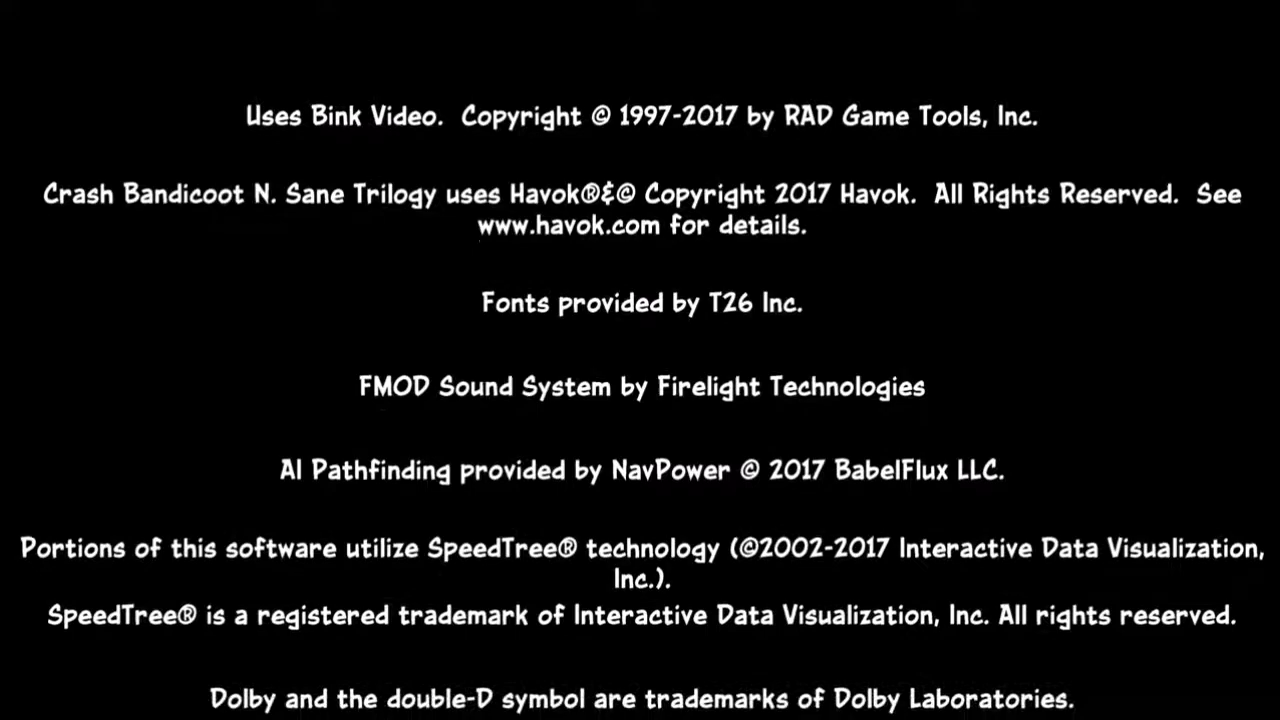 Uses Bink Video.  Copyright © 1997-2017 by RAD Game Tools, Inc.
Crash Bandicoot N. Sane Trilogy uses Havok®&© Copyright 2017 Havok.  All Rights Reserved.  See
www.havok.com for details.
Fonts provided by T26 Inc.
FMOD Sound System by Firelight Technologies
AI Pathfinding provided by NavPower © 2017 BabelFlux LLC.
Portions of this software utilize SpeedTree® technology (©2002-2017 Interactive Data Visualization,
Inc.).
SpeedTree® is a registered trademark of Interactive Data Visualization, Inc. All rights reserved.
Dolby and the double-D symbol are trademarks of Dolby Laboratories.